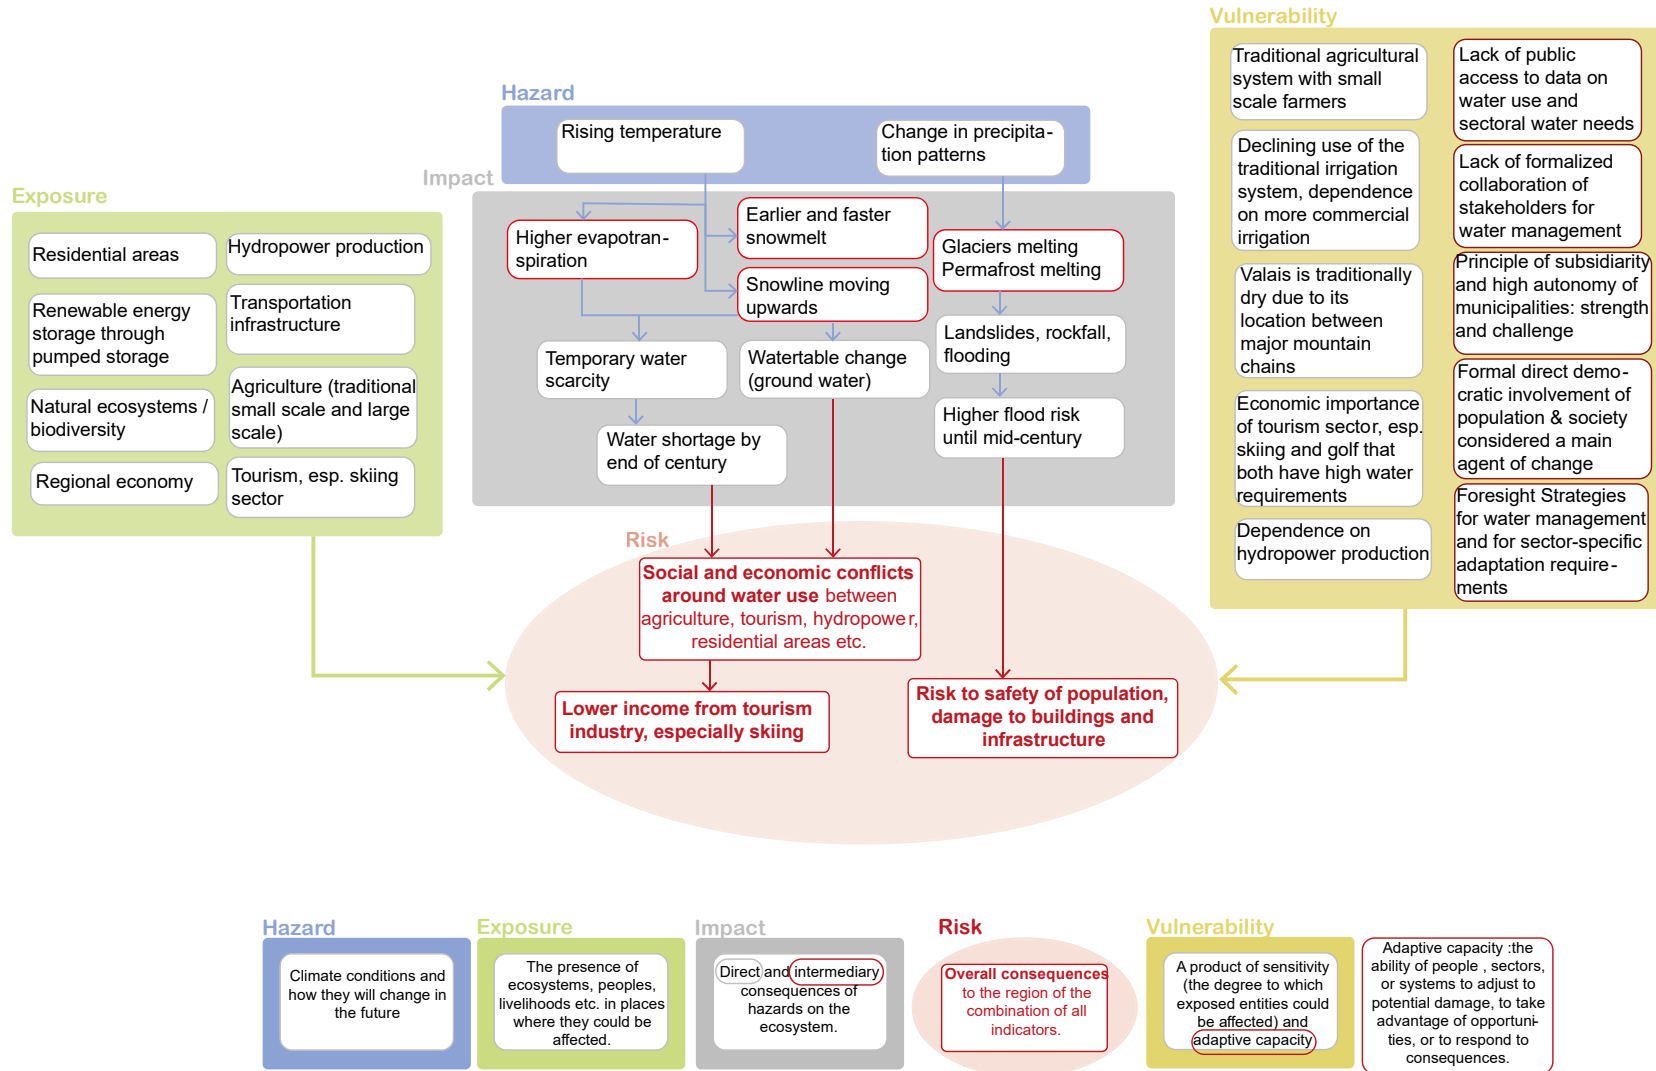 Vulnerability
Traditional agricultural
system with small
scale farmers
Declining use of the
traditional irrigation
system, dependence
on more commercial
irrigation
Valais is traditionally
dry due to its
location between
major mountain
chains
Economic importance
of tourism sector, esp.
skiing and golf that
both have high water
requirements
Dependence on
hydropower production
Lack of public
access to data on
water use and
sectoral water needs
Lack of formalized
collaboration of
stakeholders for
water management
Principle of subsidiarity
and high autonomy of
municipalities: strength
and challenge
Formal direct demo-
cratic involvement of
population & society
considered a main
agent of change
Foresight Strategies
for water management
and for sector-specific
adaptation require-
ments
Hazard
Rising temperature
Change in precipita-
tion patterns
Impact
Higher evapotran-
spiration
Earlier and faster
snowmelt
Snowline moving
upwards
Glaciers melting
Permafrost melting
Temporary water
scarcity
Watertable change
(ground water)
Landslides, rockfall,
flooding
Water shortage by
end of century
Higher flood risk
until mid-century
Exposure
Residential areas
Hydropower production
Renewable energy
storage through
pumped storage
Transportation
infrastructure
Natural ecosystems /
biodiversity
Agriculture (traditional
small scale and large
scale)
Regional economy
Tourism, esp. skiing
sector
Risk
Social and economic conflicts
around water use between
agriculture, tourism, hydropower,
residential areas etc.
Lower income from tourism
industry, especially skiing
Risk to safety of population,
damage to buildings and
infrastructure
Hazard
Climate conditions and
how they will change in
the future
Exposure
The presence of
ecosystems, peoples,
livelihoods etc. in places
where they could be
affected.
Impact
Direct and intermediary
consequences of
hazards on the
ecosystem.
Risk
Overall consequences
to the region of the
combination of all
indicators.
Vulnerability
A product of sensitivity
(the degree to which
exposed entities could
be affected) and
adaptive capacity
Adaptive capacity :the
ability of people , sectors,
or systems to adjust to
potential damage, to take
advantage of opportuni-
ties, or to respond to
consequences.